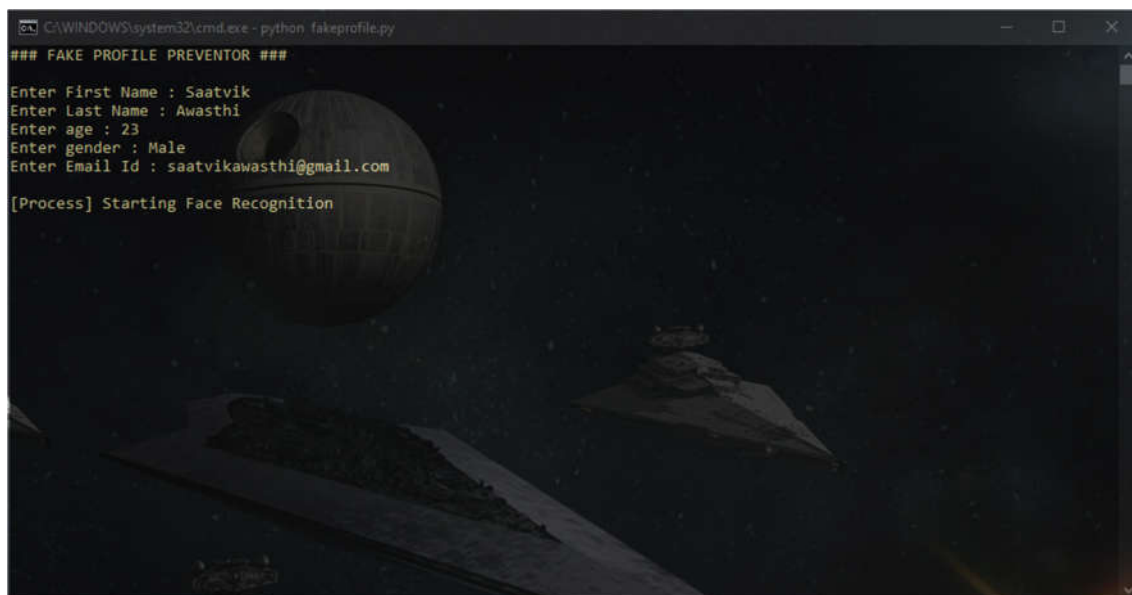 C:\WINDOWS\system32\cmd.exe - python fakeprofile.py
### FAKE PROFILE PREVENTOR ###
Enter First Name : Saatvik
Enter Last Name : Awasthi
Enter age : 23
Enter gender : Male
Enter Email Id : saatvikawasthi@gmail.com
[Process] Starting Face Recognition